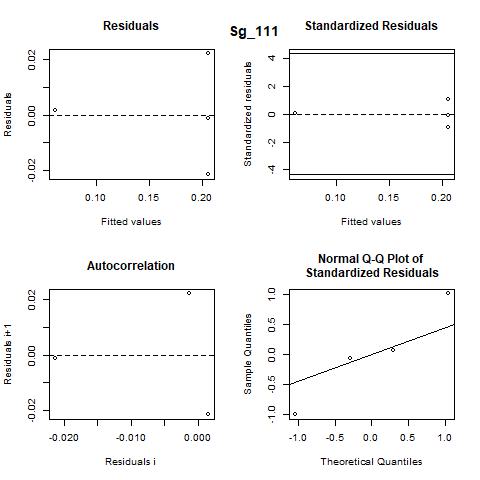 Sg_111
Residuals
Residuals
0.02
0.00
-0.02
0.10
0.15
0.20
Fitted values
Standardized Residuals
Standardized residuals
4
2
0
-2
-4
0.10
0.15
0.20
Fitted values
Autocorrelation
Residuals i+1
0.02
0.00
-0.02
-0.020
-0.010
0.000
Residuals i
Normal Q-Q Plot of
Standardized Residuals
Sample Quantiles
1.0
0.5
0.0
-0.5
-1.0
-1.0
-0.5
0.0
0.5
1.0
Theoretical Quantiles